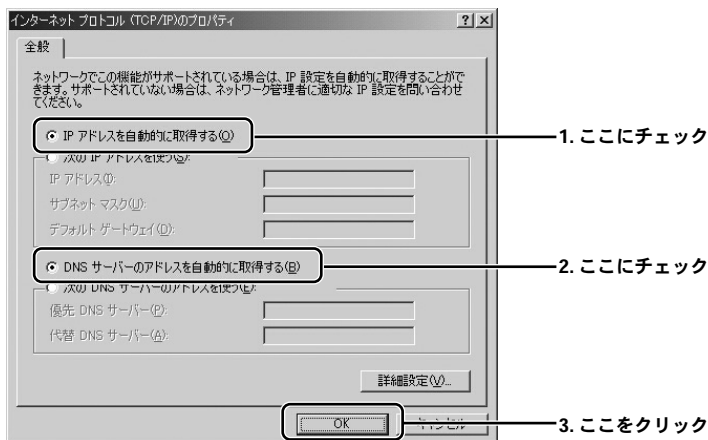 インターネット プロトコル (TCP/IP)のプロパティ
全般
ネットワークでこの機能がサポートされている場合は、IP 設定を自動的に取得することがで
きます。サポートされていない場合は、ネットワーク管理者に適切な IP 設定を問い合わせ
てください。
IP アドレスを自動的に取得する(O)
1. ここにチェック
次の IP アドレスを使う(S):
IP アドレス(I):
サブネット マスク(U):
デフォルト ゲートウェイ(D):
DNS サーバーのアドレスを自動的に取得する(B)
2. ここにチェック
次の DNS サーバーのアドレスを使う(E):
優先 DNS サーバー(P):
代替 DNS サーバー(A):
詳細設定(V)...
OK
キャンセル
3. ここをクリック